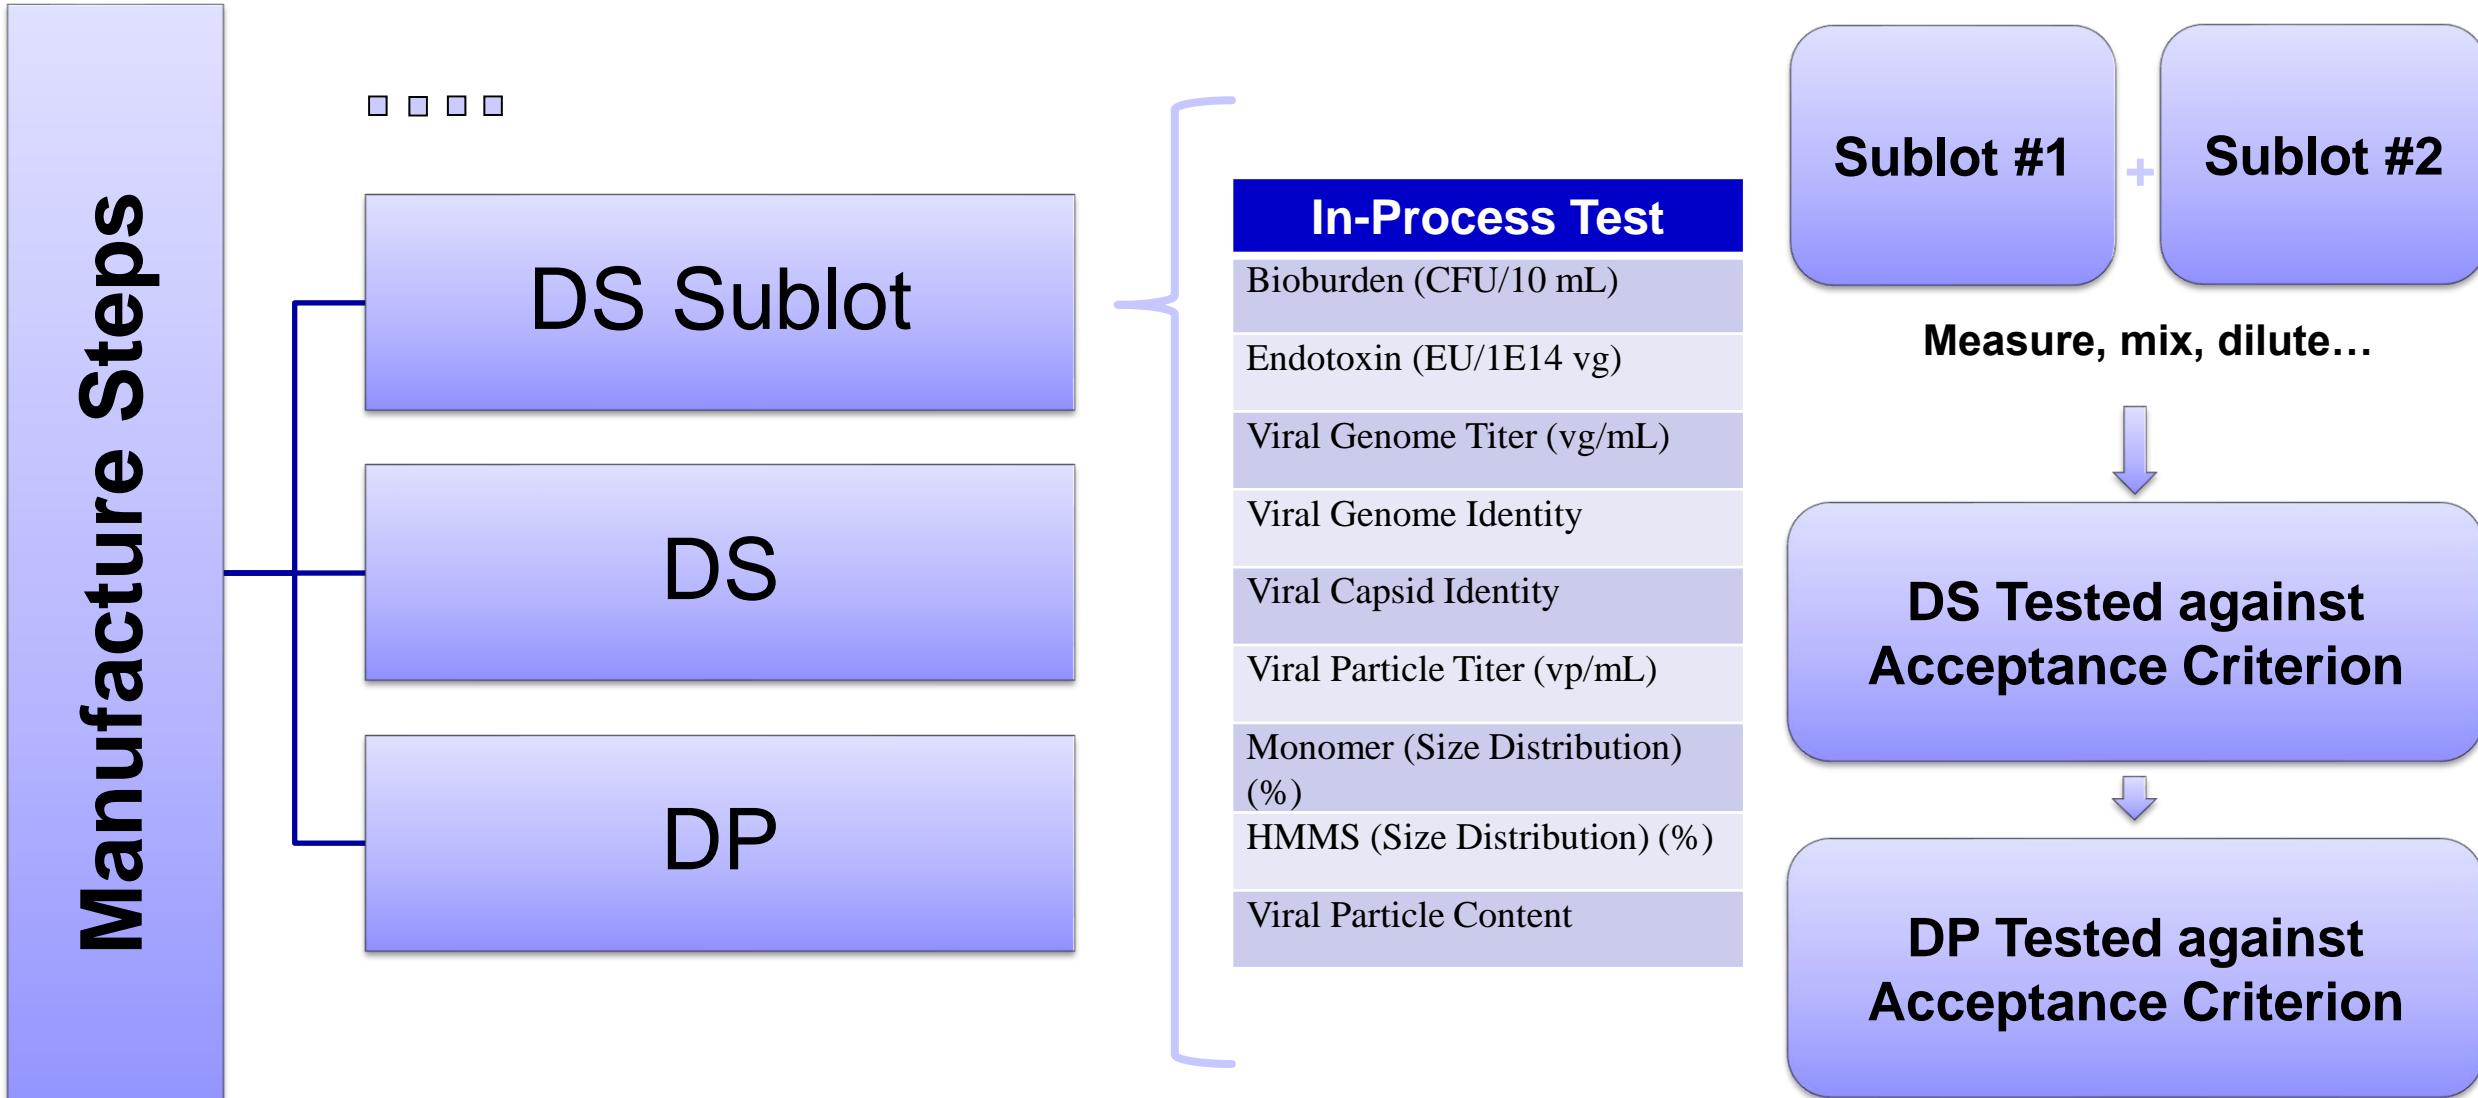 Manufacture Steps
DS Sublot
DS
DP
In-Process Test
Bioburden (CFU/10 mL)
Endotoxin (EU/1E14 vg)
Viral Genome Titer (vg/mL)
Viral Genome Identity
Viral Capsid Identity
Viral Particle Titer (vp/mL)
Monomer (Size Distribution)
(%)
HMMS (Size Distribution) (%)
Viral Particle Content
Sublot #1 + Sublot #2
Measure, mix, dilute…
DS Tested against
Acceptance Criterion
DP Tested against
Acceptance Criterion